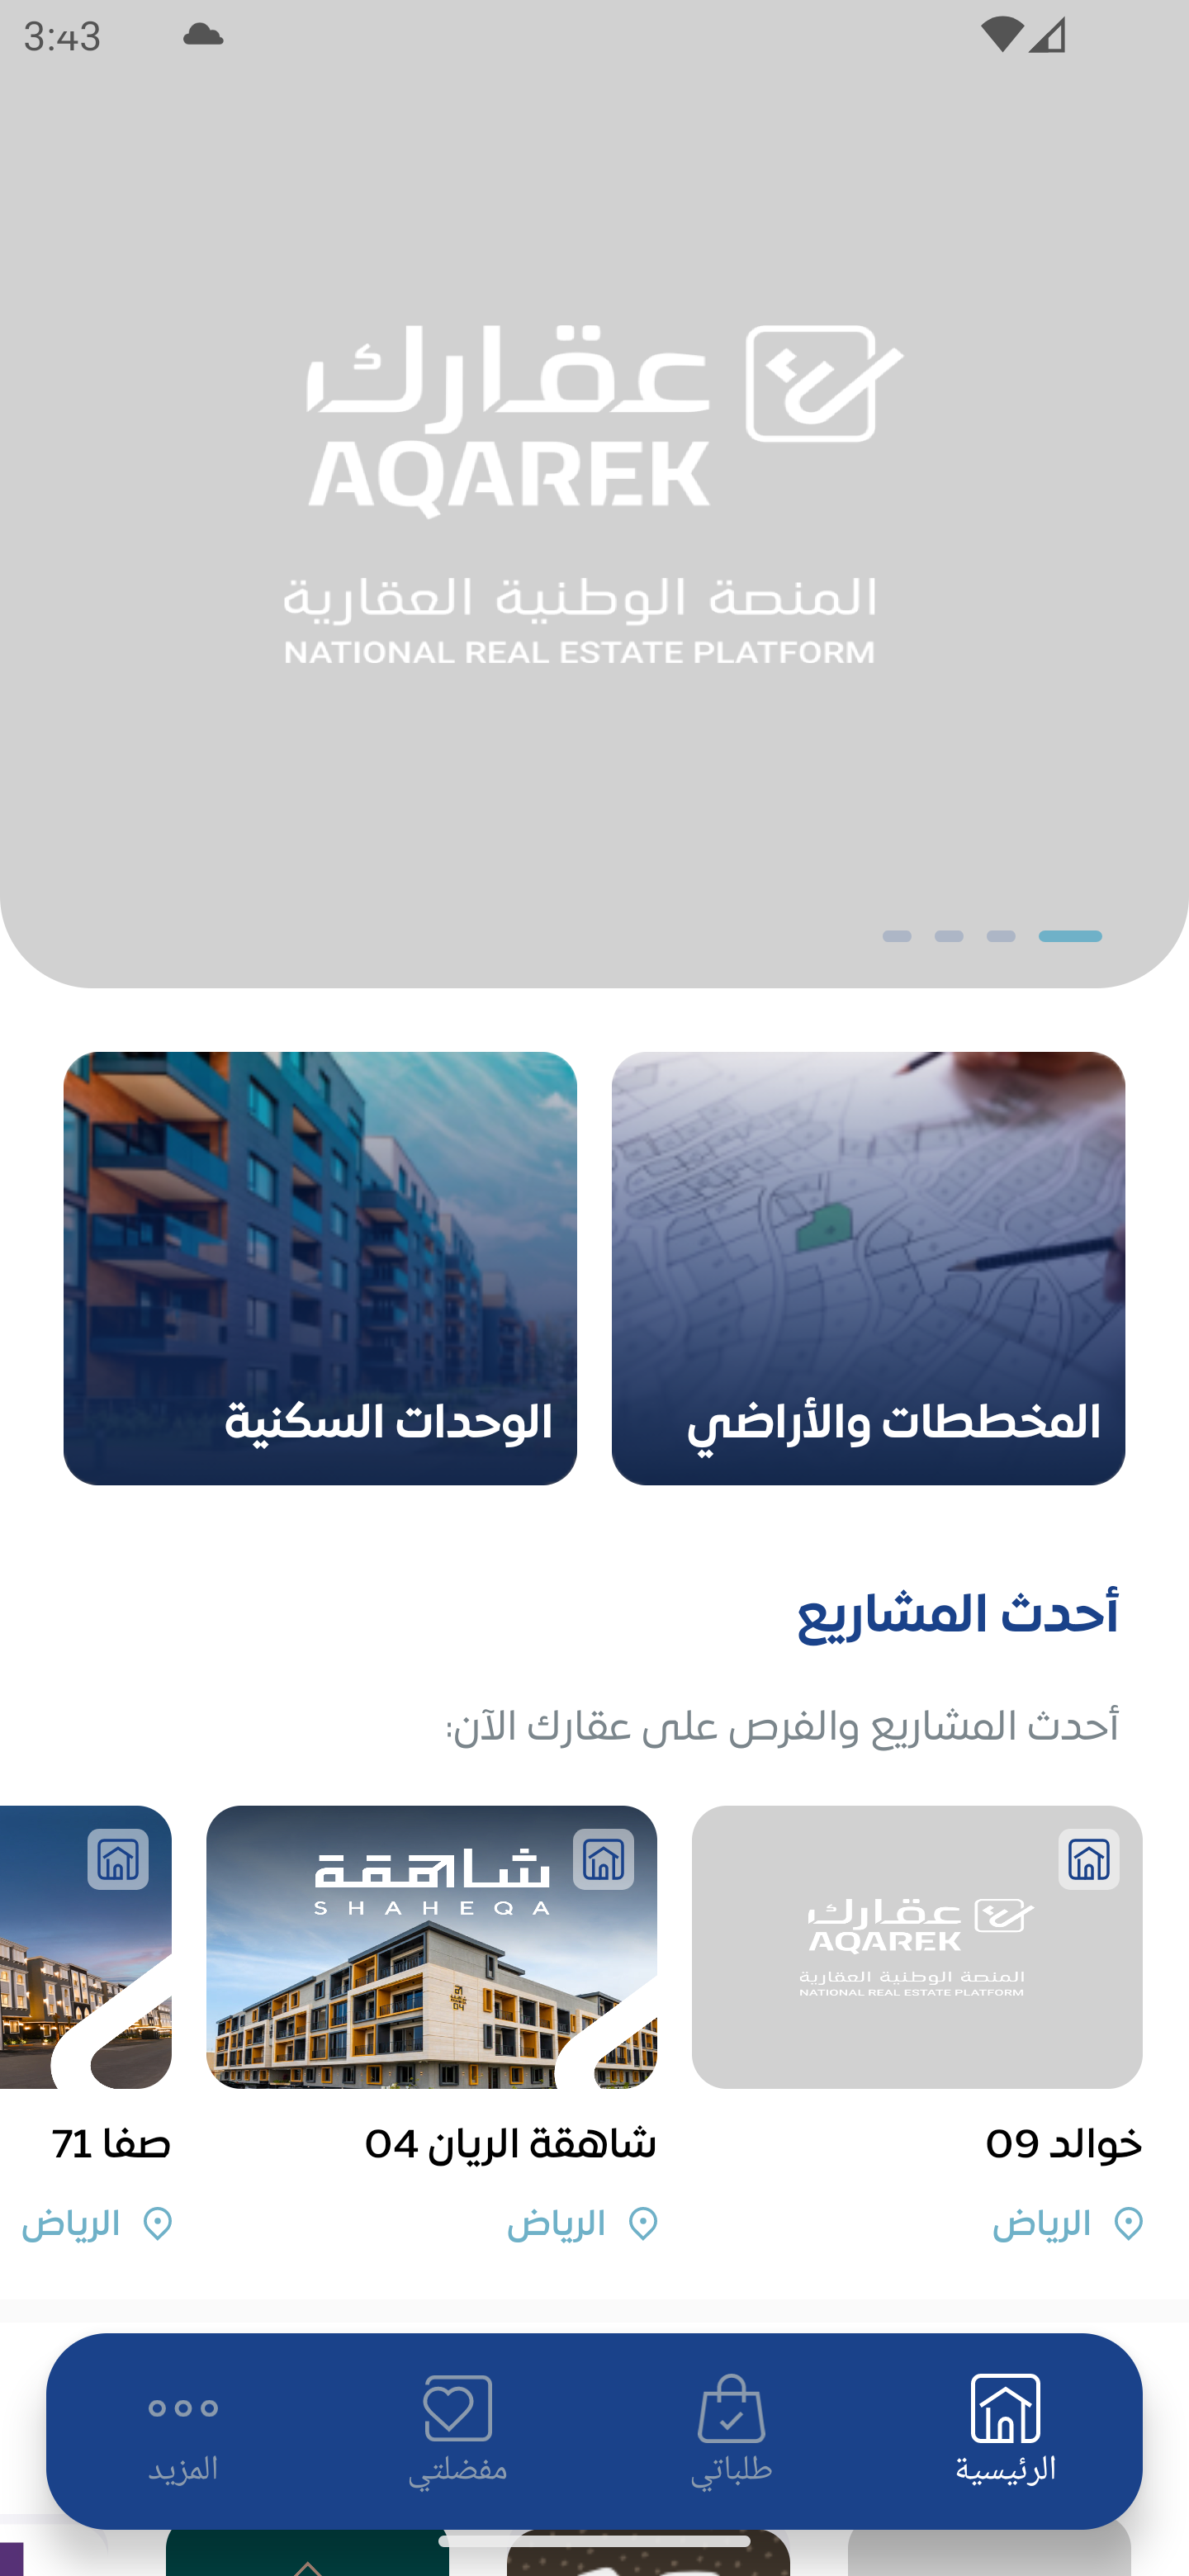 3:43
عقارك
AQAREK
المنصة الوطنية العقارية
NATIONAL REAL ESTATE PLATFORM
المخططات والأراضي
الوحدات السكنية
أحدث المشاريع
أحدث المشاريع والفرص على عقارك الآن:
عقارك
AQAREK
المنصة الوطنية العقارية
NATIONAL REAL ESTATE PLATFORM
شاهقة
SHAHEQA
04
خوالد 09
شاهقة الريان 04
صفا 71
الرياض
الرياض
الرياض
الرئيسية
طلباتي
مفضلتي
المزيد